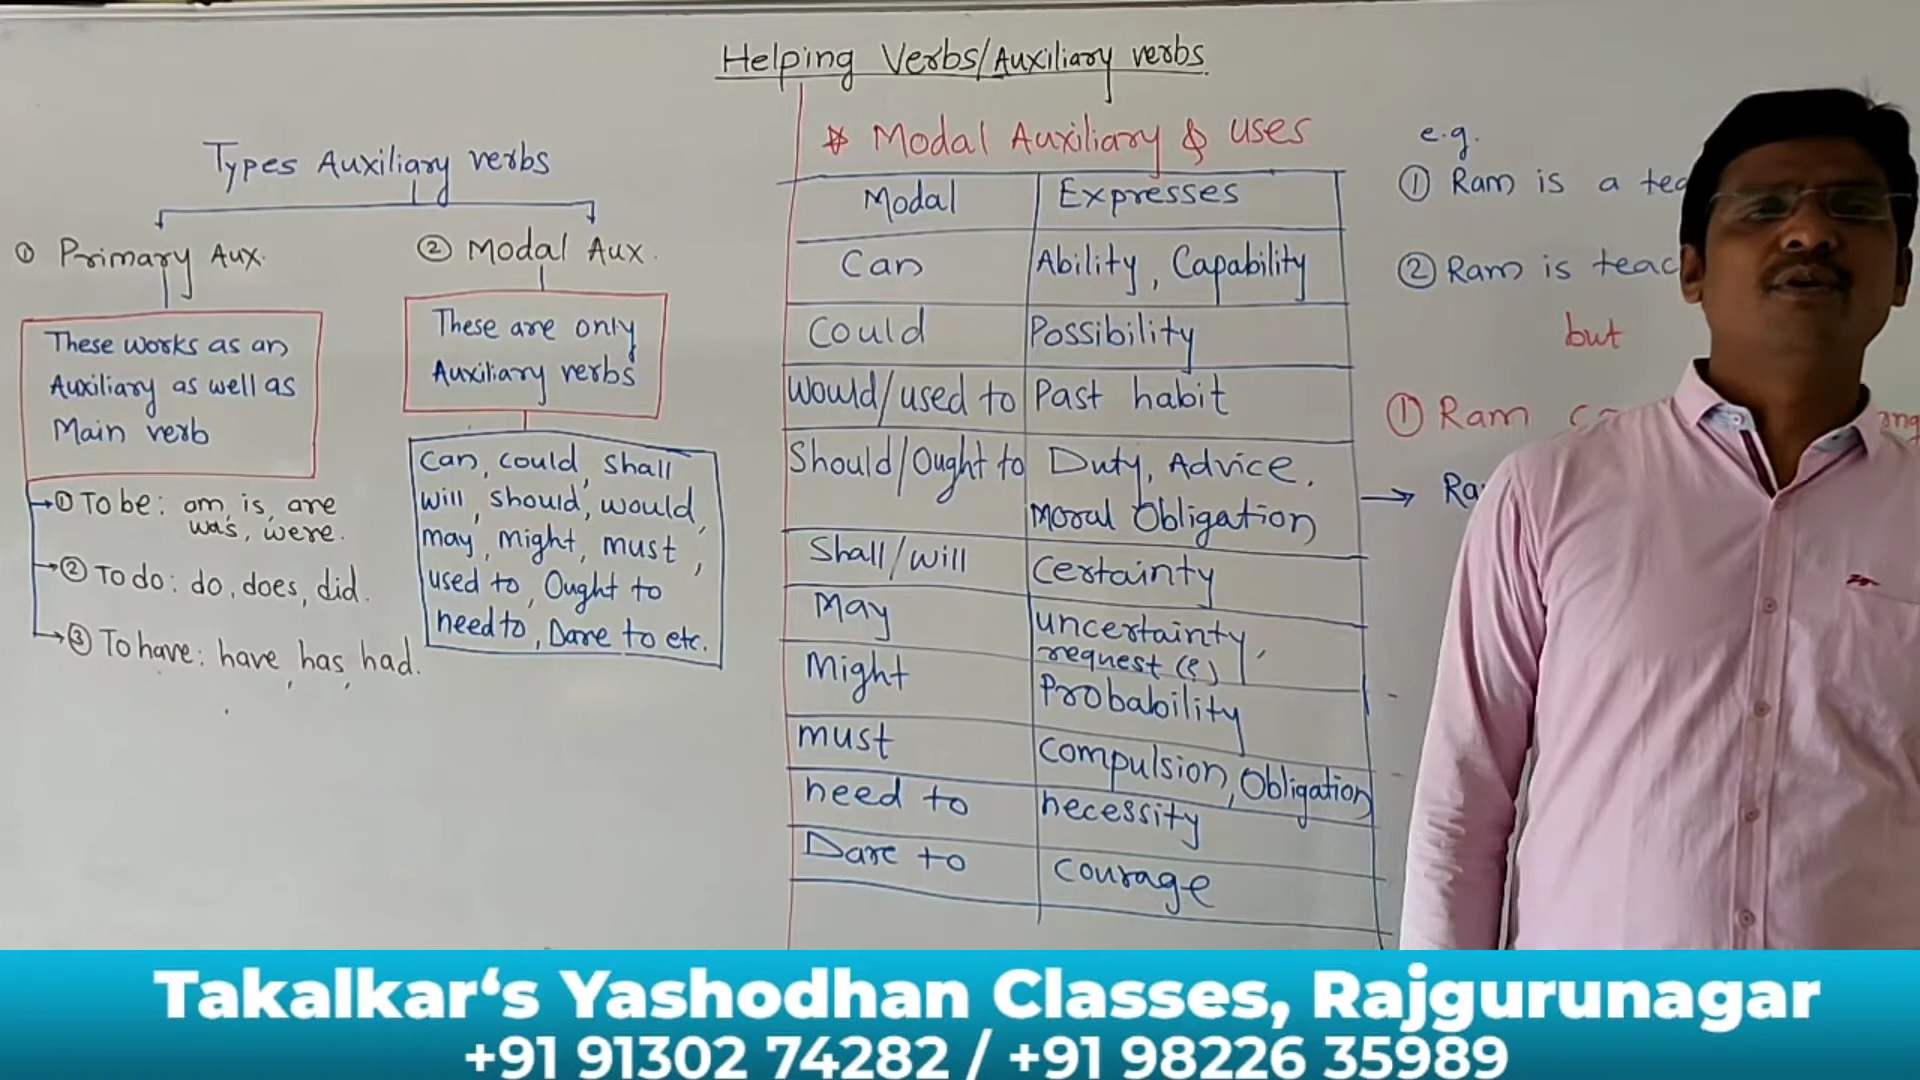 Helping Verbs/Auxiliary verbs
Types Auxiliary verbs
① Primary Aux.
These works as an
Auxiliary as well as
Main verb
① To be: am, is, are
was, were.
② To do: do, does, did.
③ To have: have, has, had.
② Modal Aux.
These are only
Auxiliary verbs
Can, could, shall
will, should, would,
may, might, must,
used to, Ought to
need to, Dare to etc.
* Modal Auxiliary & uses
Modal Expresses
Can Ability, Capability
Could Possibility
would/used to Past habit
Should/Ought to Duty, Advice,
Moral Obligation
Shall/will Certainty
May uncertainty,
request (?)
Might Probability
must Compulsion, Obligation
need to necessity
Dare to Courage
e.g.
① Ram is a
② Ram is
but
① Ram
Takalkar‘s Yashodhan Classes, Rajgurunagar
+91 91302 74282 / +91 98226 35989